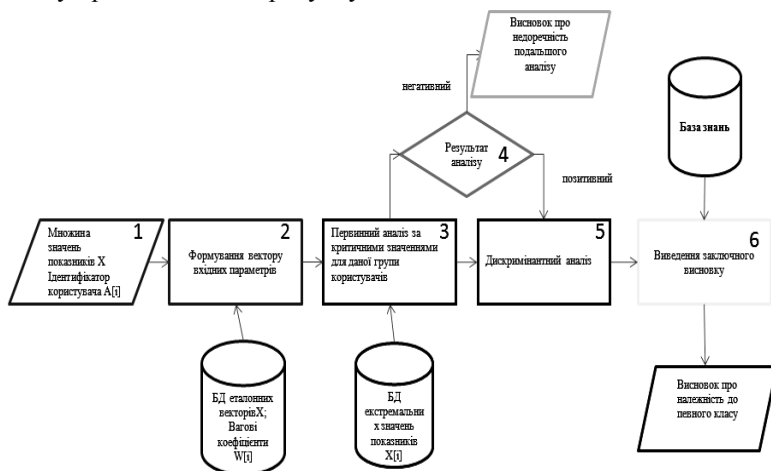 Висновок про
недоречність
подальшого
аналізу
негативний
База знань
Результат
аналізу
4
позитивний
1
Множина
значень
показників X
Ідентифікатор
користувача A[i]
2
Формування вектору
вхідних параметрів
3
Первинний аналіз за
критичними значеннями
для даної групи
користувачів
5
Дискримінантний аналіз
6
Виведення заключного
висновку
БД еталонних
векторівX;
Вагові
коефіцієнти
W[i]
БД
екстремальни
х значень
показників
X[i]
Висновок про
належність до
певного класу